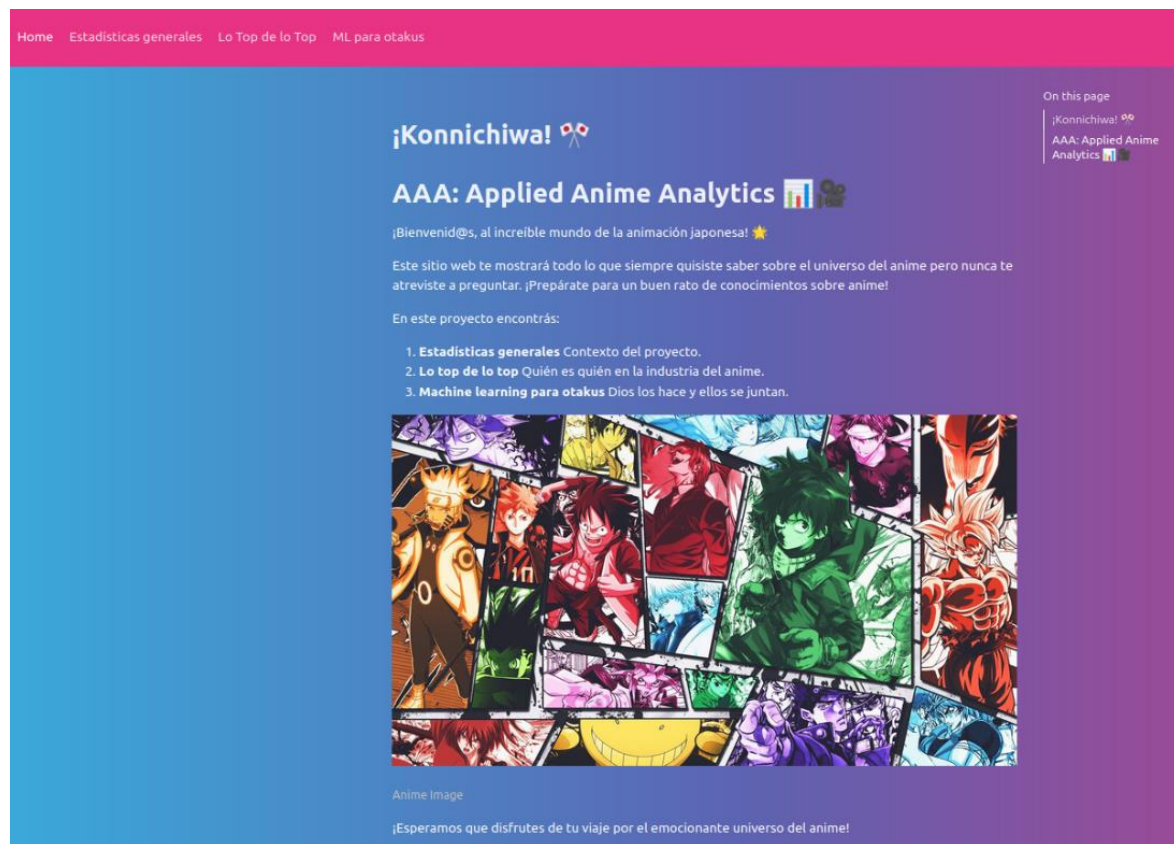 Home Estadísticas generales Lo Top de lo Top ML para otakus
On this page
¡Konnichiwa! 🎌
AAA: Applied Anime
Analytics 📊🎥
¡Konnichiwa! 🎌
AAA: Applied Anime Analytics 📊🎥
¡Bienvenid@s, al increíble mundo de la animación japonesa! 🌟
Este sitio web te mostrará todo lo que siempre quisiste saber sobre el universo del anime pero nunca te
atreviste a preguntar. ¡Prepárate para un buen rato de conocimientos sobre anime!
En este proyecto encontrás:
1. Estadísticas generales Contexto del proyecto.
2. Lo top de lo top Quién es quién en la industria del anime.
3. Machine learning para otakus Dios los hace y ellos se juntan.
10
Anime Image
¡Esperamos que disfrutes de tu viaje por el emocionante universo del anime!